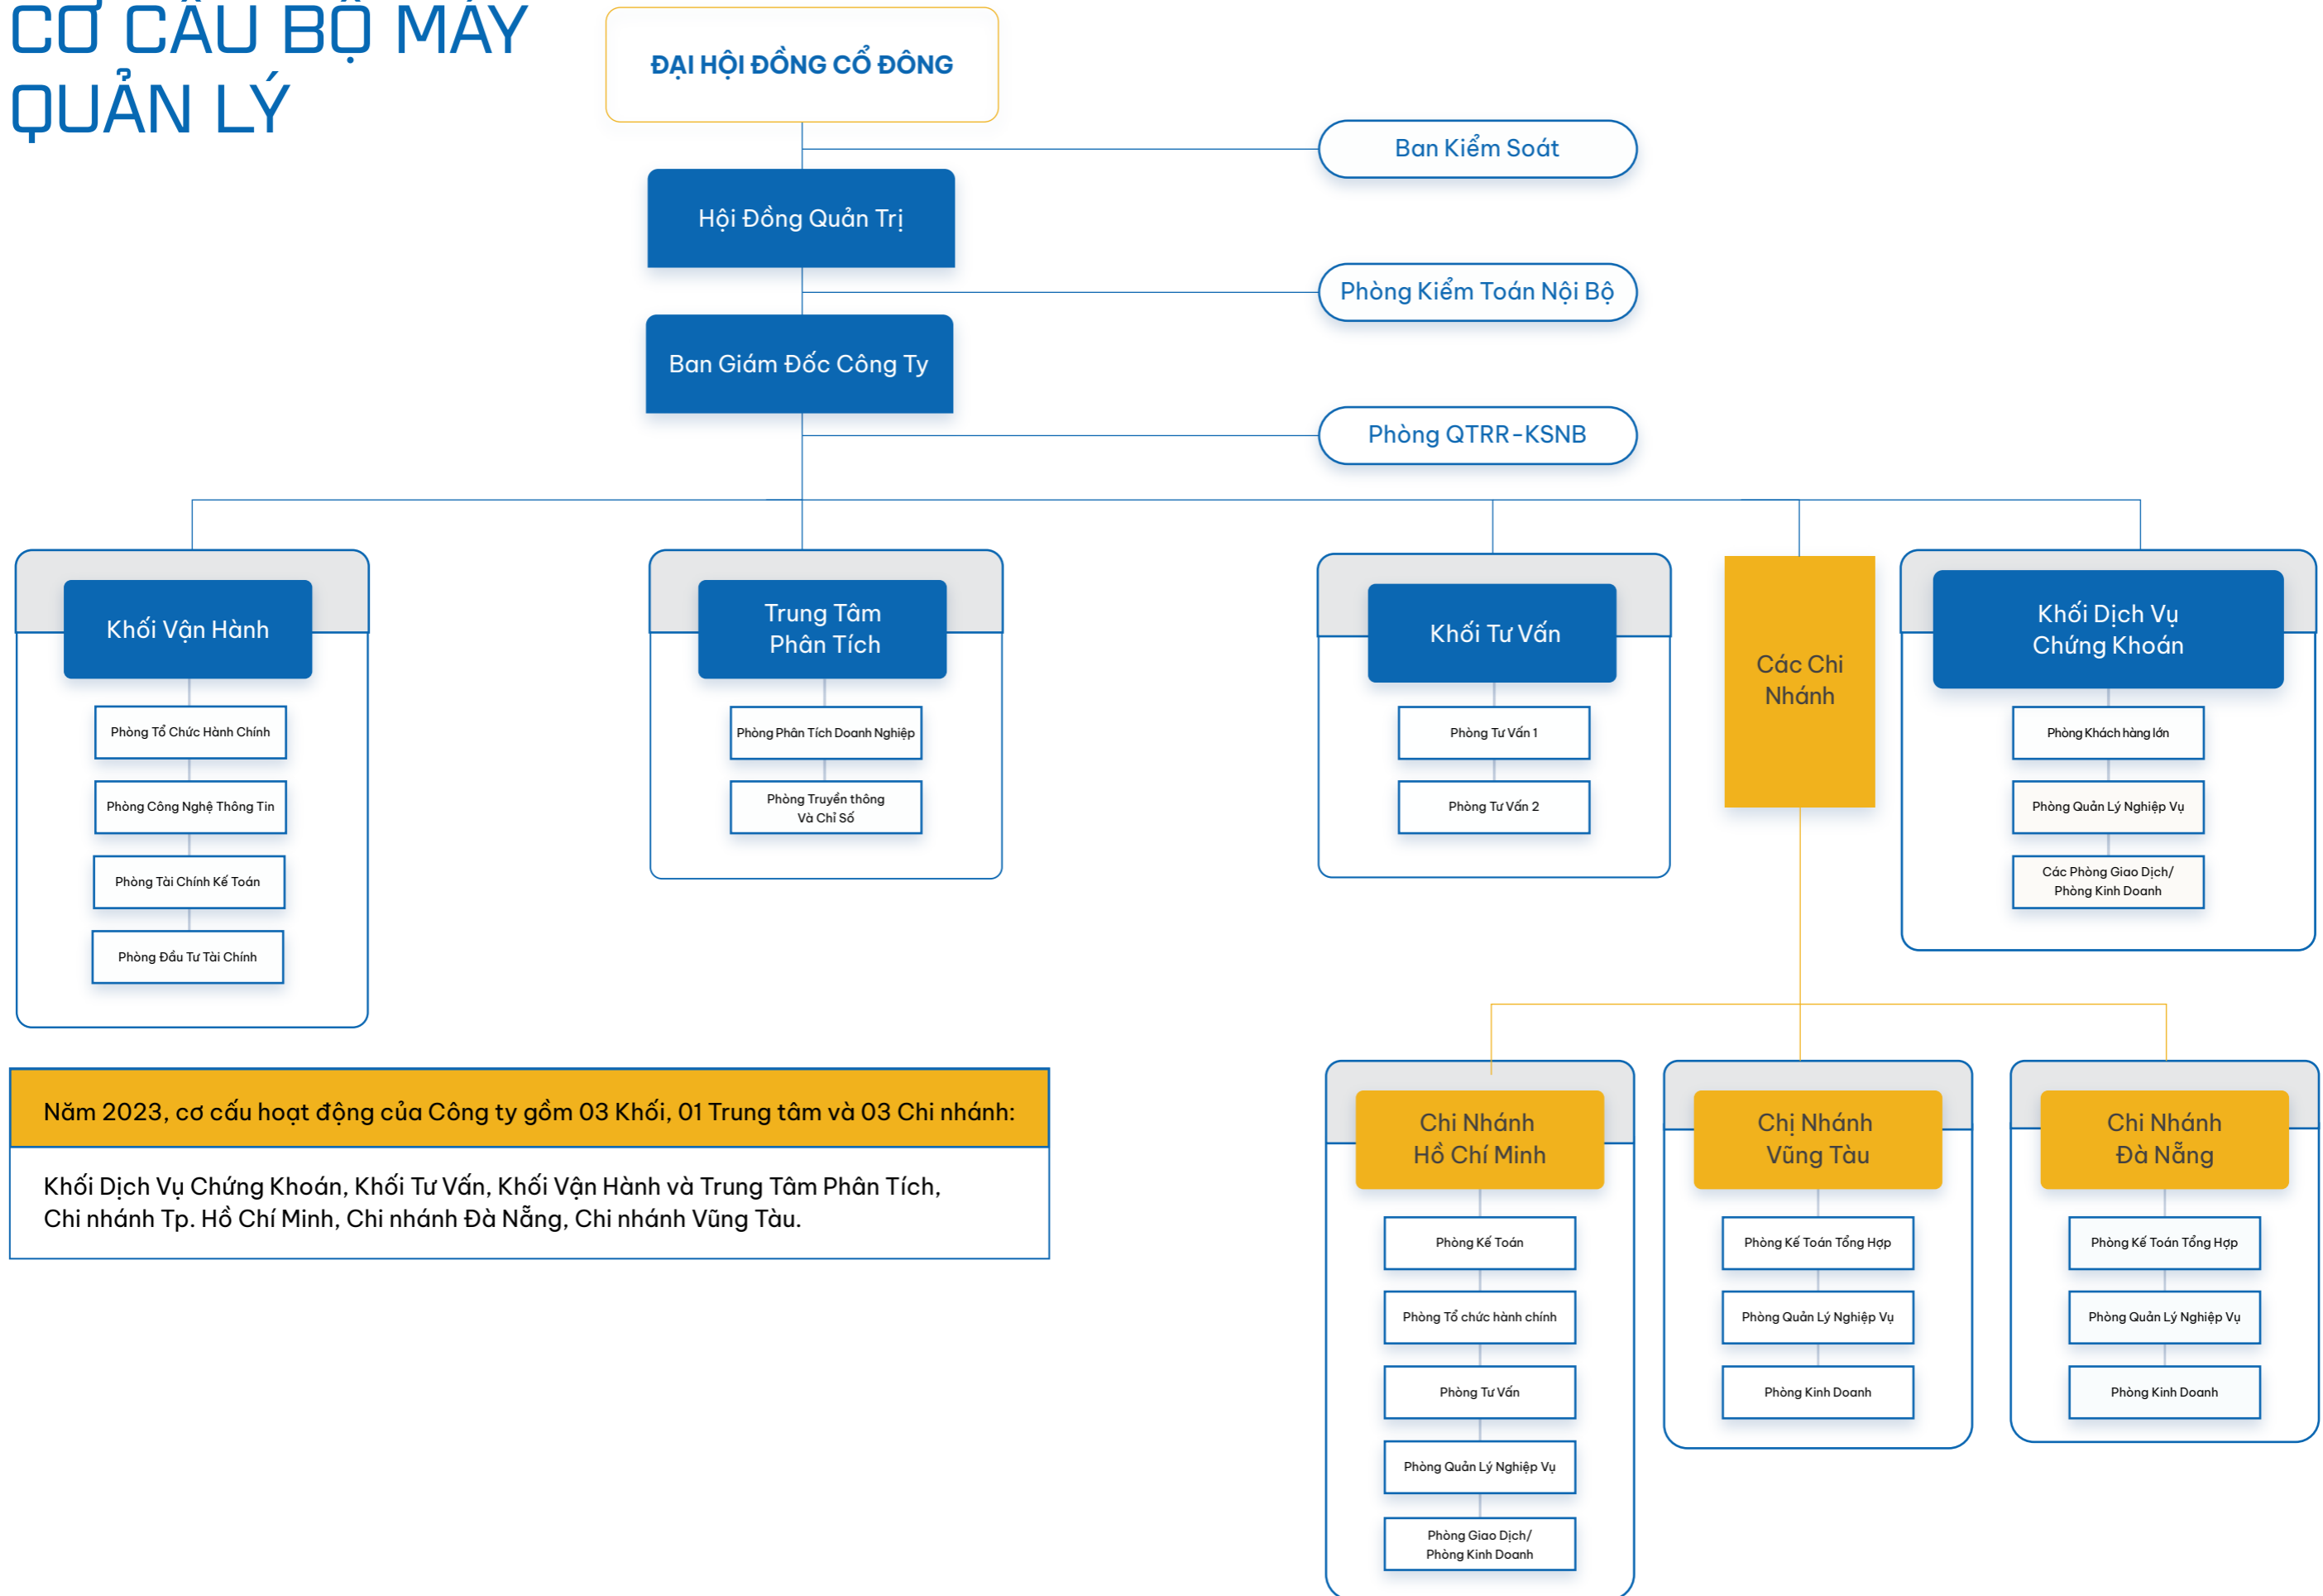 CƠ CẤU BỘ MÁY
QUẢN LÝ
ĐẠI HỘI ĐỒNG CỔ ĐÔNG
Ban Kiểm Soát
Hội Đồng Quản Trị
Phòng Kiểm Toán Nội Bộ
Ban Giám Đốc Công Ty
Phòng QTRR-KSNB
Khối Vận Hành
Phòng Tổ Chức Hành Chính
Phòng Công Nghệ Thông Tin
Phòng Tài Chính Kế Toán
Phòng Đầu Tư Tài Chính
Trung Tâm
Phân Tích
Phòng Phân Tích Doanh Nghiệp
Phòng Truyền thông
Và Chỉ Số
Khối Tư Vấn
Phòng Tư Vấn 1
Phòng Tư Vấn 2
Các Chi
Nhánh
Khối Dịch Vụ
Chứng Khoán
Phòng Khách hàng lớn
Phòng Quản Lý Nghiệp Vụ
Các Phòng Giao Dịch/
Phòng Kinh Doanh
Năm 2023, cơ cấu hoạt động của Công ty gồm 03 Khối, 01 Trung tâm và 03 Chi nhánh:
Khối Dịch Vụ Chứng Khoán, Khối Tư Vấn, Khối Vận Hành và Trung Tâm Phân Tích,
Chi nhánh Tp. Hồ Chí Minh, Chi nhánh Đà Nẵng, Chi nhánh Vũng Tàu.
Chi Nhánh
Hồ Chí Minh
Phòng Kế Toán
Phòng Tổ chức hành chính
Phòng Tư Vấn
Phòng Quản Lý Nghiệp Vụ
Phòng Giao Dịch/
Phòng Kinh Doanh
Chị Nhánh
Vũng Tàu
Phòng Kế Toán Tổng Hợp
Phòng Quản Lý Nghiệp Vụ
Phòng Kinh Doanh
Chi Nhánh
Đà Nẵng
Phòng Kế Toán Tổng Hợp
Phòng Quản Lý Nghiệp Vụ
Phòng Kinh Doanh